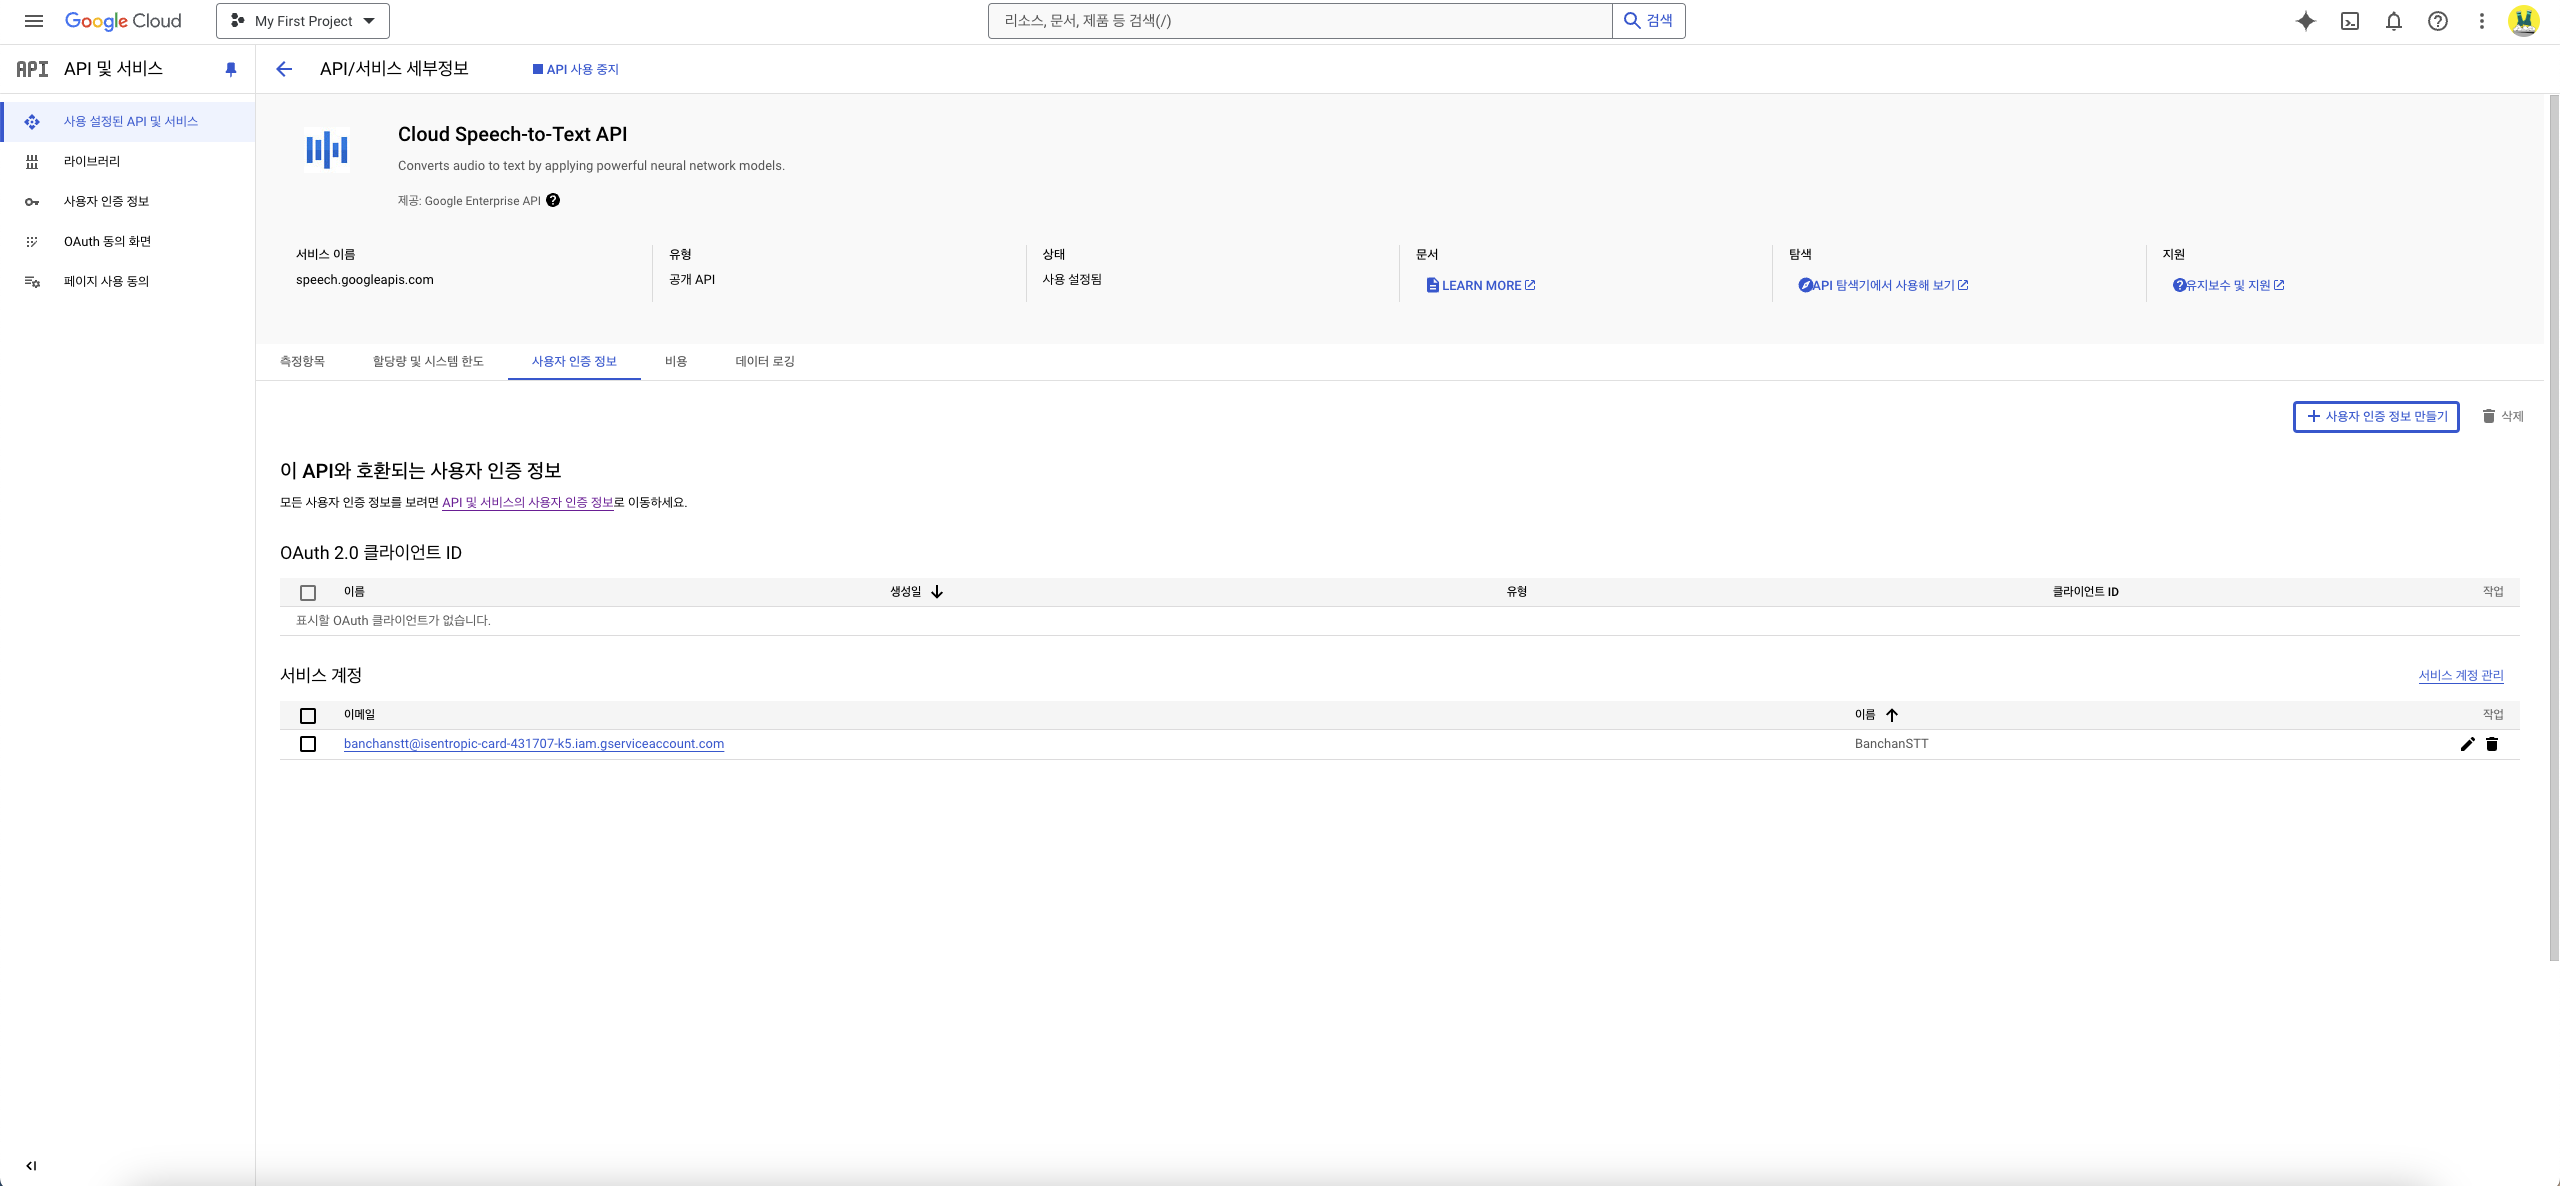 Google Cloud
My First Project
리소스, 문서, 제품 등 검색(/)
검색
API
API 및 서비스
API/서비스 세부정보
API 사용 중지
사용 설정된 API 및 서비스
라이브러리
사용자 인증 정보
OAuth 동의 화면
페이지 사용 동의
Cloud Speech-to-Text API
Converts audio to text by applying powerful neural network models.
제공: Google Enterprise API
서비스 이름
speech.googleapis.com
유형
공개 API
상태
사용 설정됨
문서
LEARN MORE
탐색
API 탐색기에서 사용해 보기
지원
유지보수 및 지원
측정항목
할당량 및 시스템 한도
사용자 인증 정보
비용
데이터 로깅
사용자 인증 정보 만들기
삭제
이 API와 호환되는 사용자 인증 정보
모든 사용자 인증 정보를 보려면 API 및 서비스의 사용자 인증 정보로 이동하세요.
OAuth 2.0 클라이언트 ID
이름 생성일 유형 클라이언트 ID 작업
표시할 OAuth 클라이언트가 없습니다.
서비스 계정
서비스 계정 관리
이메일 이름 작업
banchanstt@isentropic-card-431707-k5.iam.gserviceaccount.com BanchanSTT